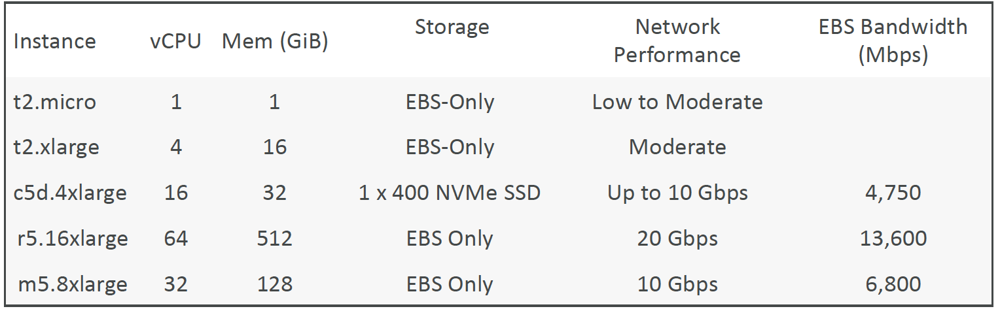 Instance vCPU Mem (GiB) Storage Network Performance EBS Bandwidth (Mbps)
t2.micro 1 1 EBS-Only Low to Moderate
t2.xlarge 4 16 EBS-Only Moderate
c5d.4xlarge 16 32 1 x 400 NVMe SSD Up to 10 Gbps 4,750
r5.16xlarge 64 512 EBS Only 20 Gbps 13,600
m5.8xlarge 32 128 EBS Only 10 Gbps 6,800